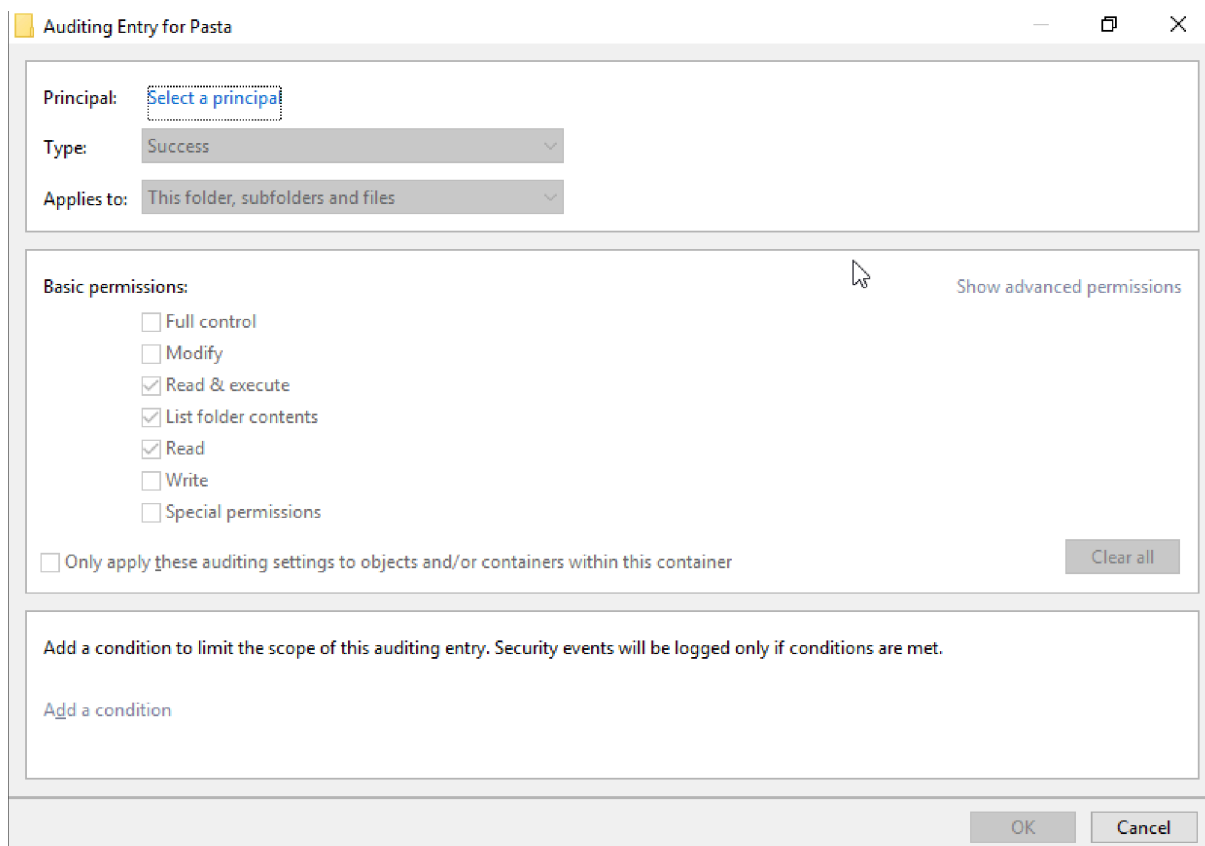 Auditing Entry for Pasta
Principal: Select a principal
Type: Success
Applies to: This folder, subfolders and files
Basic permissions: Show advanced permissions
Full control
Modify
Read & execute
List folder contents
Read
Write
Special permissions
Only apply these auditing settings to objects and/or containers within this container Clear all
Add a condition to limit the scope of this auditing entry. Security events will be logged only if conditions are met.
Add a condition
OK Cancel